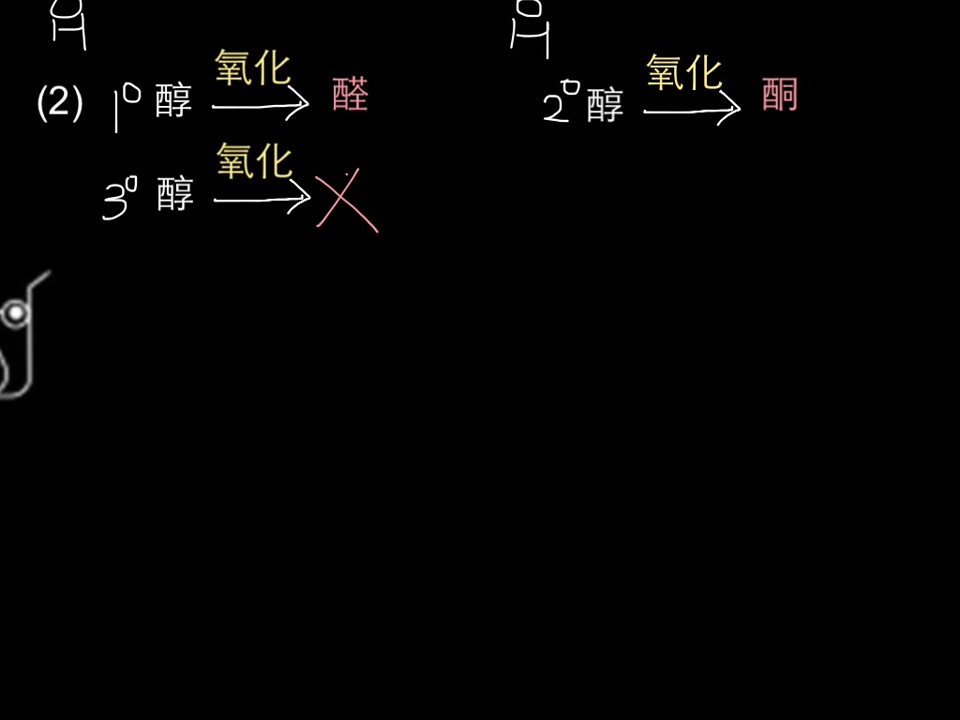 (2) 1° 醇 氧化 → 醛
2° 醇 氧化 → 酮
3° 醇 氧化 → X